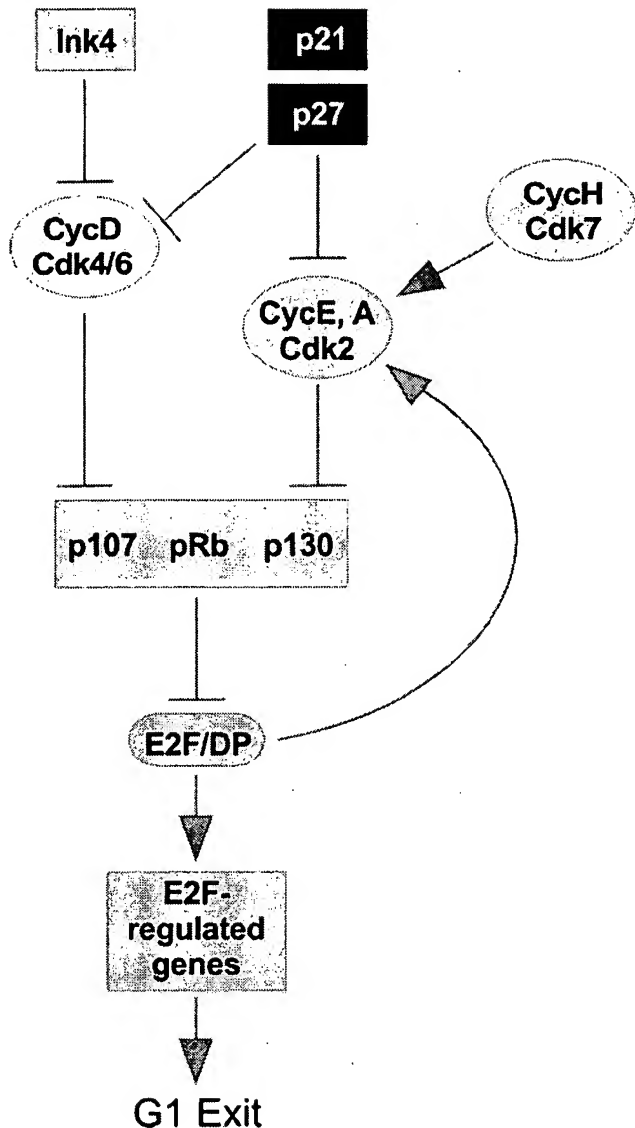 Ink4
p21
p27
CycD
Cdk4/6
CycH
Cdk7
CycE, A
Cdk2
p107 pRb p130
E2F/DP
E2F-
regulated
genes
G1 Exit